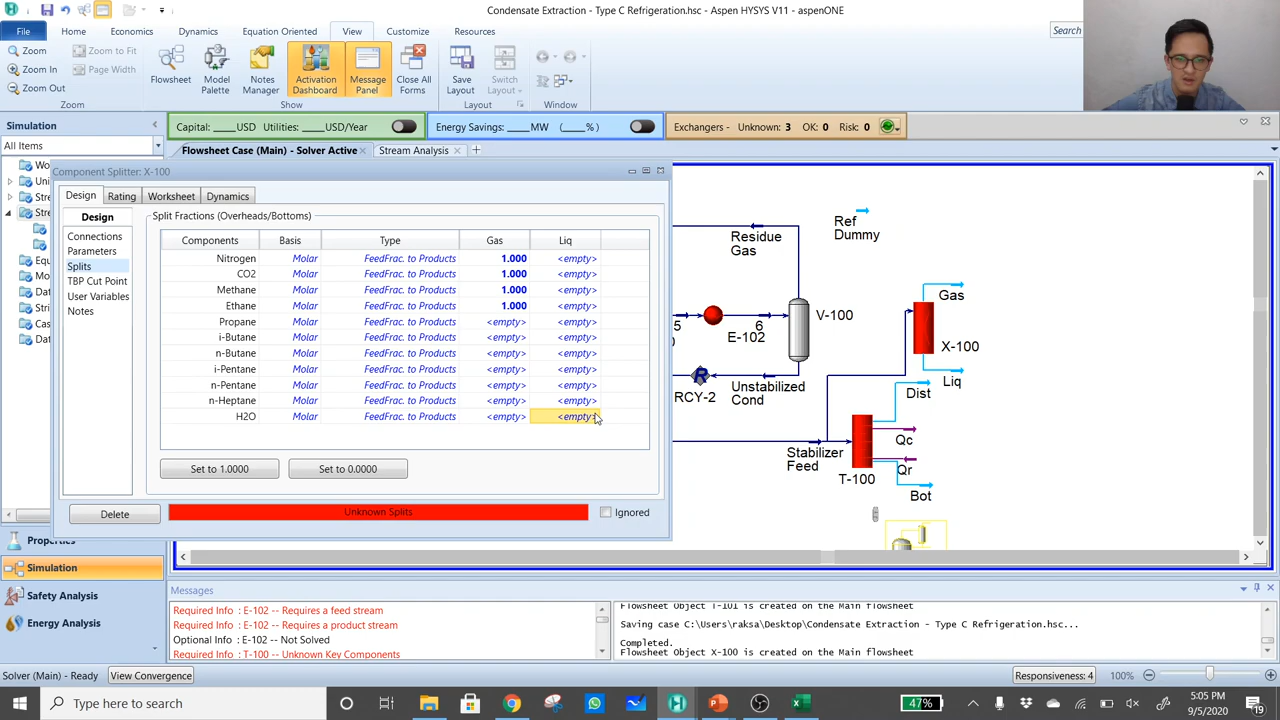 Condensate Extraction - Type C Refrigeration.hsc - Aspen HYSYS V11 - aspenONE
File Home Economics Dynamics Equation Oriented View Customize Resources Search
Zoom Zoom to Fit
Zoom In Page Width
Zoom Out
Flowsheet Model Palette Notes Manager Activation Dashboard Message Panel Close All Forms Save Layout Switch Layout
Zoom Show Layout Window
Simulation
Capital: ____USD Utilities: ____USD/Year Energy Savings: ____MW (____%) Exchangers - Unknown: 3 OK: 0 Risk: 0
All Items
Flowsheet Case (Main) - Solver Active Stream Analysis
Wo
Uni
Stre
Stre
Equ
Mo
Dat
Stri
Cas
Dat
Component Splitter: X-100
Design Rating Worksheet Dynamics
Design
Connections
Parameters
Splits
TBP Cut Point
User Variables
Notes
Split Fractions (Overheads/Bottoms)
Components Basis Type Gas Liq
Nitrogen Molar FeedFrac. to Products 1.000 <empty>
CO2 Molar FeedFrac. to Products 1.000 <empty>
Methane Molar FeedFrac. to Products 1.000 <empty>
Ethane Molar FeedFrac. to Products 1.000 <empty>
Propane Molar FeedFrac. to Products <empty> <empty>
i-Butane Molar FeedFrac. to Products <empty> <empty>
n-Butane Molar FeedFrac. to Products <empty> <empty>
i-Pentane Molar FeedFrac. to Products <empty> <empty>
n-Pentane Molar FeedFrac. to Products <empty> <empty>
n-Heptane Molar FeedFrac. to Products <empty> <empty>
H2O Molar FeedFrac. to Products <empty> <empty>
Set to 1.0000 Set to 0.0000
Delete Unknown Splits Ignored
Ref
Dummy
Residue
Gas
Gas
V-100
5 6
E-102
X-100
RCY-2
Unstabilized
Cond
Liq
Dist
Qc
Stabilizer
Feed
Qr
T-100
Bot
Properties
Simulation
Safety Analysis
Energy Analysis
Messages
Required Info : E-102 -- Requires a feed stream
Required Info : E-102 -- Requires a product stream
Optional Info : E-102 -- Not Solved
Required Info : T-100 -- Unknown Key Components
Flowsheet Object T-101 is created on the Main flowsheet
Saving case C:\Users\raksa\Desktop\Condensate Extraction - Type C Refrigeration.hsc...
Completed.
Flowsheet Object X-100 is created on the Main flowsheet
Solver (Main) - Ready View Convergence Responsiveness: 4 100%
Type here to search
47%
5:05 PM
9/5/2020
19